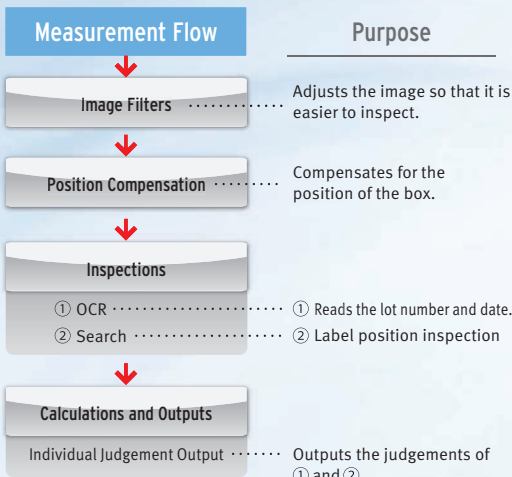 Measurement Flow
Purpose
Image Filters
Adjusts the image so that it is
easier to inspect.
Position Compensation
Compensates for the
position of the box.
Inspections
① OCR
① Reads the lot number and date.
② Search
② Label position inspection
Calculations and Outputs
Individual Judgement Output
Outputs the judgements of
① and ②